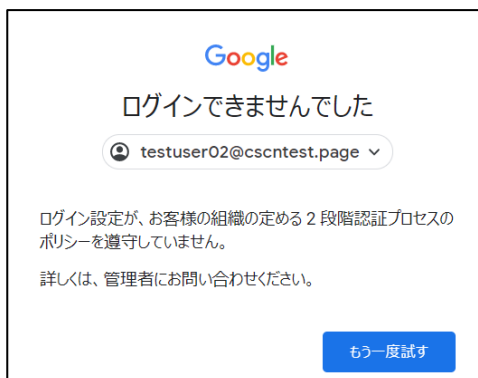 Google
ログインできませんでした
testuser02@cscntest.page
ログイン設定が、お客様の組織の定める 2 段階認証プロセスの
ポリシーを遵守していません。
詳しくは、管理者にお問い合わせください。
もう一度試す